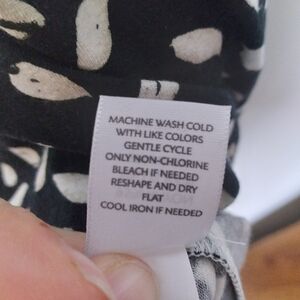 MACHINE WASH COLD
WITH LIKE COLORS
GENTLE CYCLE
ONLY NON-CHLORINE
BLEACH IF NEEDED
RESHAPE AND DRY
FLAT
COOL IRON IF NEEDED